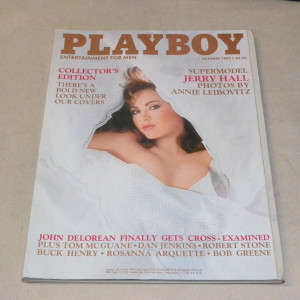 PLAYBOY
ENTERTAINMENT FOR MEN
OCTOBER 1985
COLLECTOR'S
EDITION
THERE'S A
BOLD NEW
LOOK UNDER
OUR COVERS
SUPERMODEL
JERRY HALL
PHOTOS BY
ANNIE LEIBOVITZ
JOHN DELOREAN FINALLY GETS CROSS-EXAMINED
PLUS TOM MCGUANE • DAN JENKINS • ROBERT STONE
BUCK HENRY • ROSANNA ARQUETTE • BOB GREENE